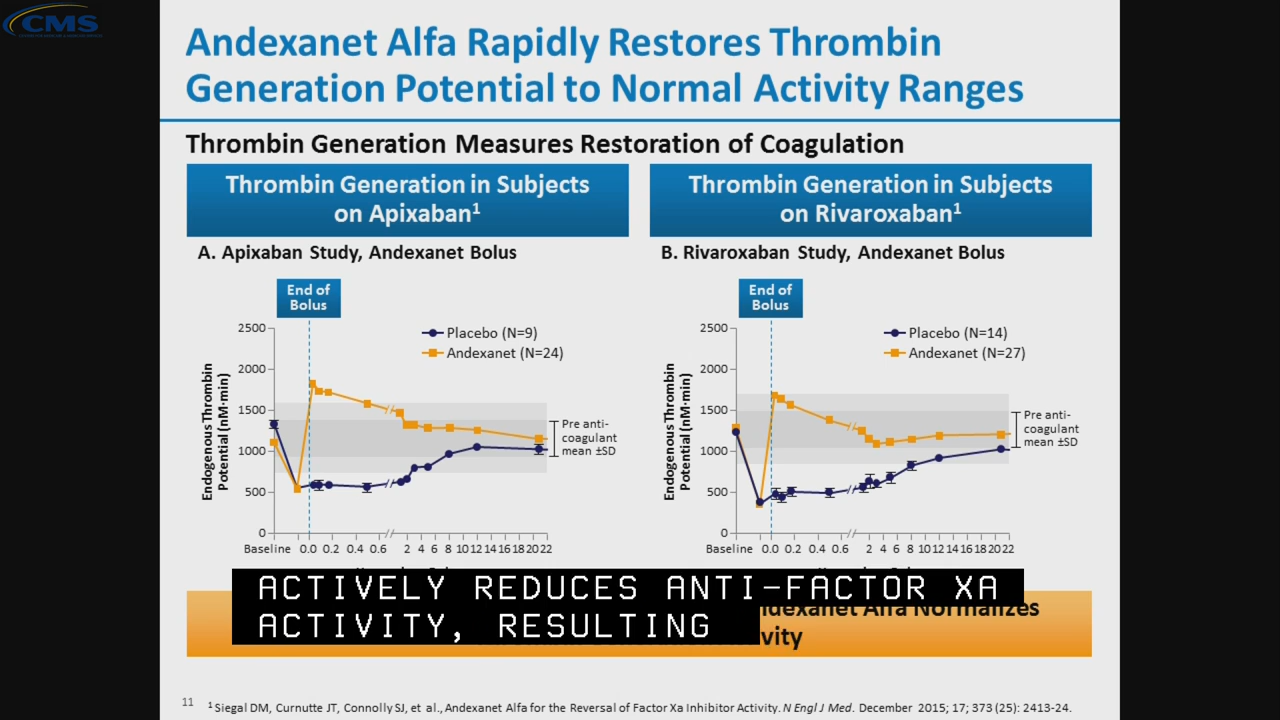 CMS
Andexanet Alfa Rapidly Restores Thrombin
Generation Potential to Normal Activity Ranges
Thrombin Generation Measures Restoration of Coagulation
Thrombin Generation in Subjects
on Apixaban1
Thrombin Generation in Subjects
on Rivaroxaban1
A. Apixaban Study, Andexanet Bolus
End of
Bolus
Placebo (N=9)
Andexanet (N=24)
Endogenous Thrombin
Potential (nM·min)
2500
2000
1500
1000
500
0
Pre anti-
coagulant
mean ±SD
Baseline 0.0 0.2 0.4 0.6 2 4 6 8 10 12 14 16 18 20 22
B. Rivaroxaban Study, Andexanet Bolus
End of
Bolus
Placebo (N=14)
Andexanet (N=27)
Endogenous Thrombin
Potential (nM·min)
2500
2000
1500
1000
500
0
Pre anti-
coagulant
mean ±SD
Baseline 0.0 0.2 0.4 0.6 2 4 6 8 10 12 14 16 18 20 22
ACTIVELY REDUCES ANTI-FACTOR XA
ACTIVITY, RESULTING
Alfa Normalizes
11
1 Siegal DM, Curnutte JT, Connolly SJ, et al., Andexanet Alfa for the Reversal of Factor Xa Inhibitor Activity. N Engl J Med. December 2015; 17; 373 (25): 2413-24.